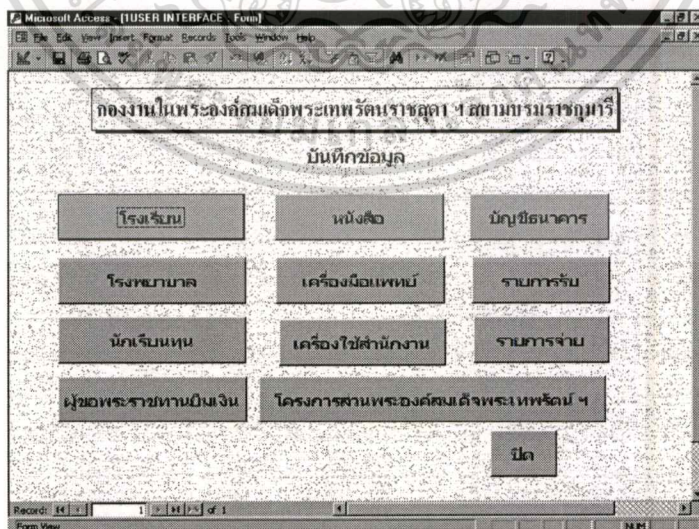 Microsoft Access - [1USER INTERFACE : Form]
File Edit View Insert Format Records Tools Window Help
กองงานในพระองค์สมเด็จพระเทพรัตนราชสุดา ฯ สยามบรมราชกุมารี
บันทึกข้อมูล
โรงเรียน หนังสือ บัญชีธนาคาร
โรงพยาบาล เครื่องมือแพทย์ รายการรับ
นักเรียนทุน เครื่องใช้สำนักงาน รายการจ่าย
ผู้ขอพระราชทานยืมเงิน โครงการส่วนพระองค์สมเด็จพระเทพรัตน์ ฯ
ปิด
Record: 1 of 1
Form View NUM